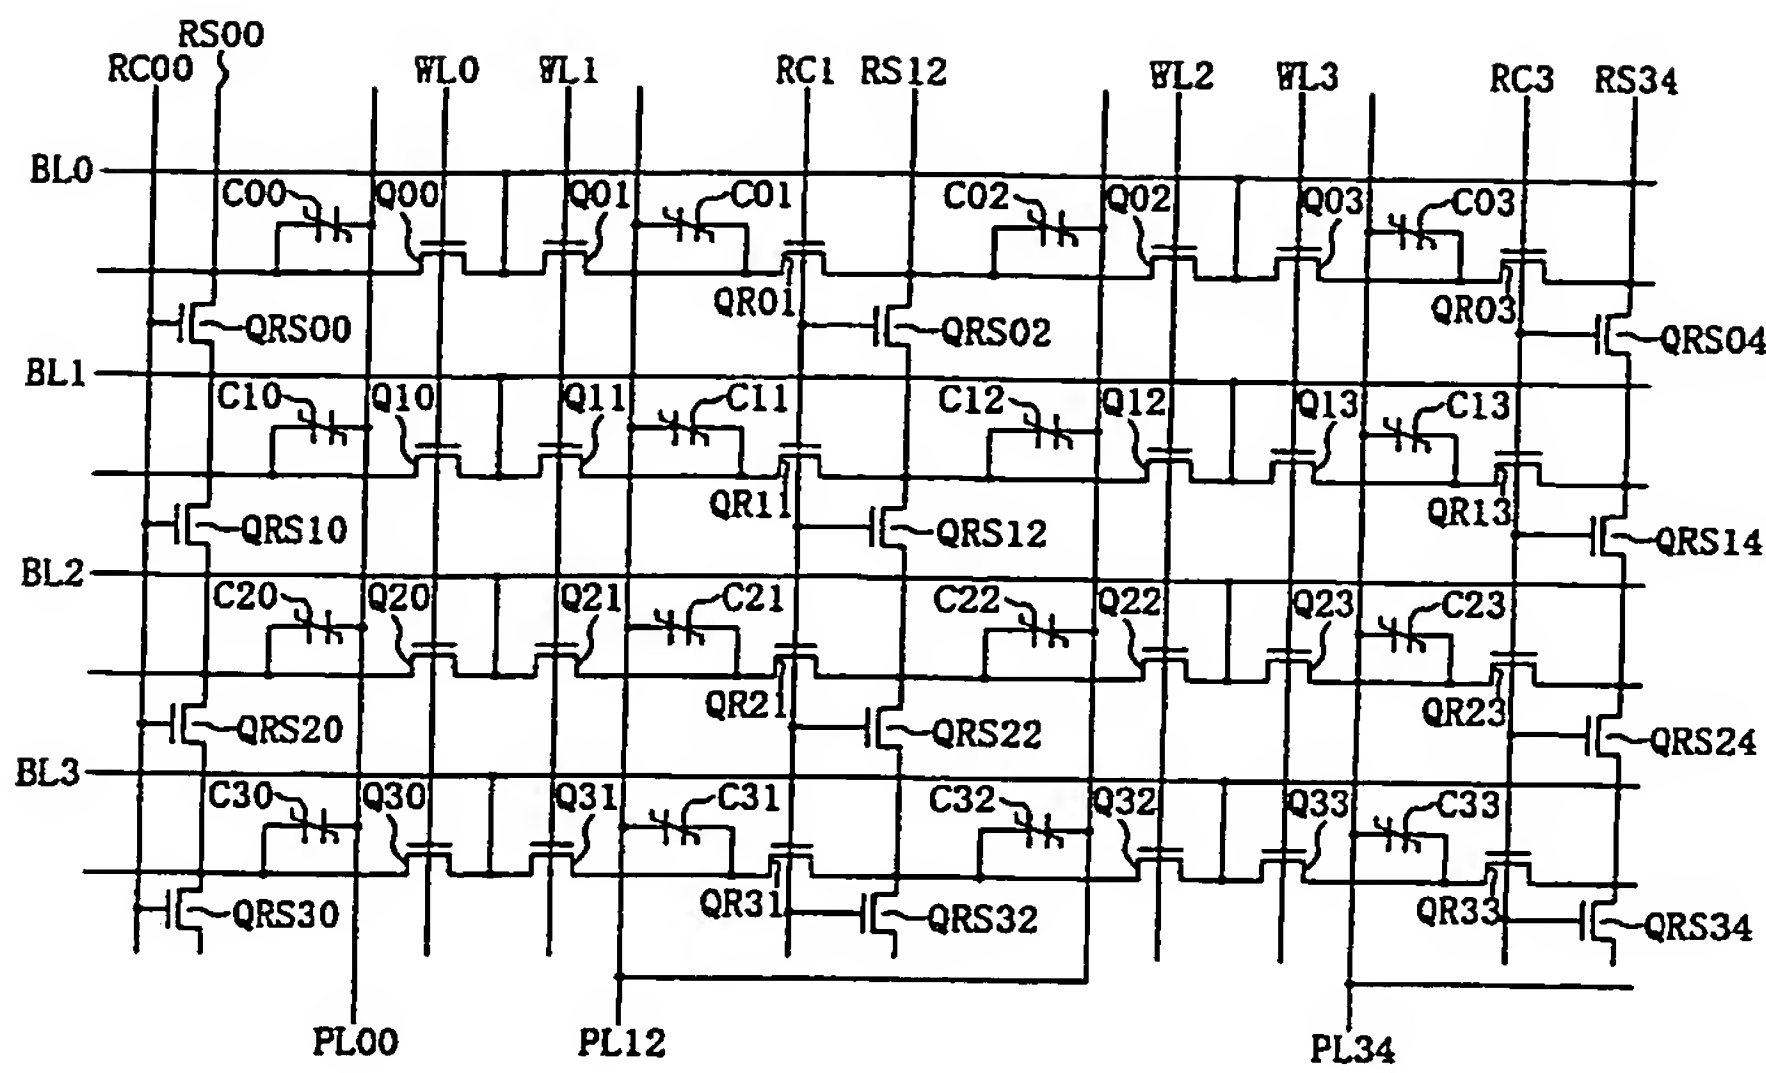 RS00
RC00 WL0 WL1 RC1 RS12 WL2 WL3 RC3 RS34
BL0
C00 Q00 Q01 C01 C02 Q02 Q03 C03
QR01 QR03
QRS00 QRS02 QRS04
BL1
C10 Q10 Q11 C11 C12 Q12 Q13 C13
QR11 QR13
QRS10 QRS12 QRS14
BL2
C20 Q20 Q21 C21 C22 Q22 Q23 C23
QR21 QR23
QRS20 QRS22 QRS24
BL3
C30 Q30 Q31 C31 C32 Q32 Q33 C33
QR31 QR33
QRS30 QRS32 QRS34
PL00 PL12 PL34